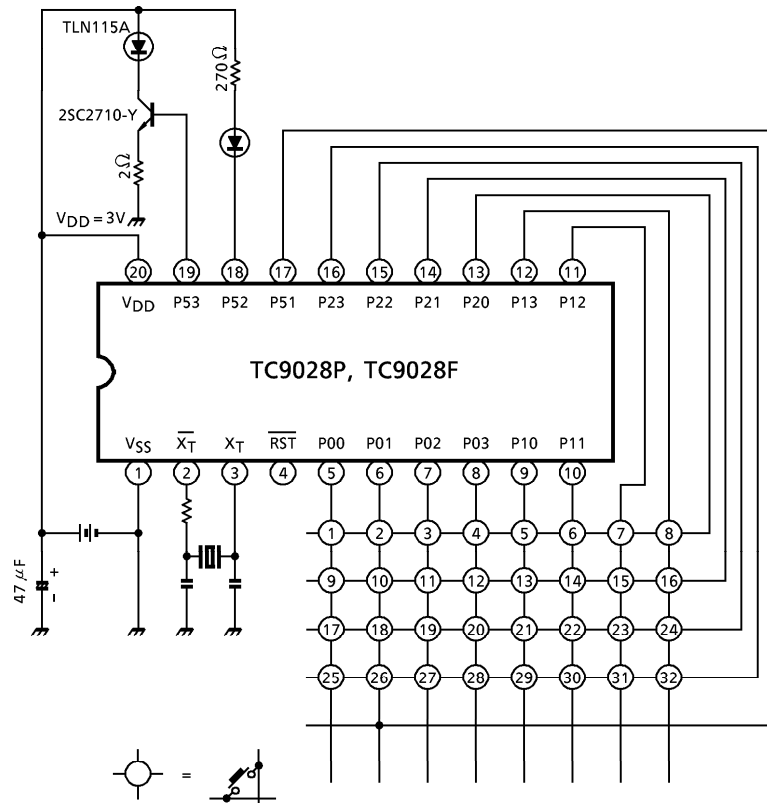 TLN115A
270Ω
2SC2710-Y
2Ω
VDD = 3V
20 19 18 17 16 15 14 13 12 11
VDD P53 P52 P51 P23 P22 P21 P20 P13 P12
TC9028P, TC9028F
VSS X̅T̅ XT R̅S̅T̅ P00 P01 P02 P03 P10 P11
1 2 3 4 5 6 7 8 9 10
1 2 3 4 5 6 7 8
+
47μF
-
9 10 11 12 13 14 15 16
17 18 19 20 21 22 23 24
25 26 27 28 29 30 31 32
=